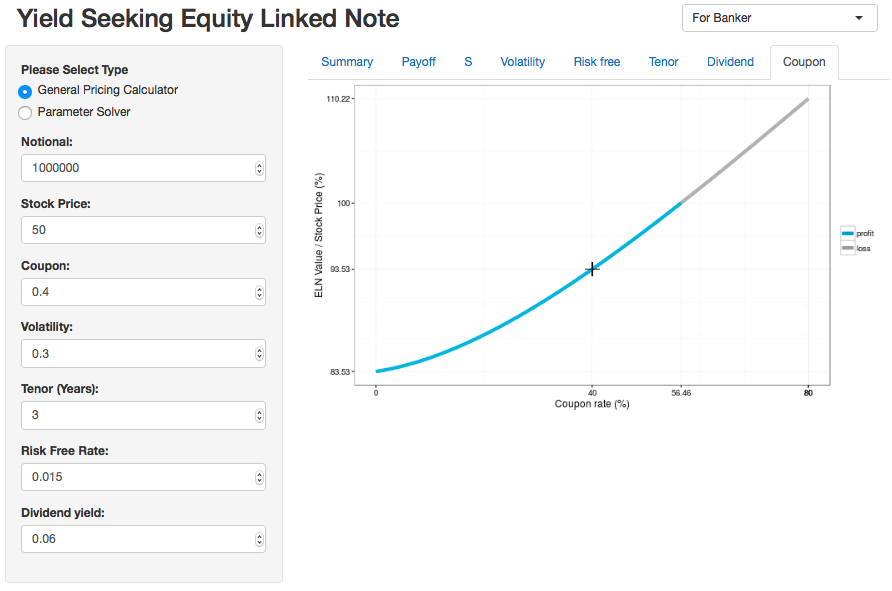 Yield Seeking Equity Linked Note
For Banker
Please Select Type
General Pricing Calculator
Parameter Solver
Notional:
1000000
Stock Price:
50
Coupon:
0.4
Volatility:
0.3
Tenor (Years):
3
Risk Free Rate:
0.015
Dividend yield:
0.06
Summary Payoff S Volatility Risk free Tenor Dividend Coupon
ELN Value / Stock Price (%)
110.22
100
93.53
83.53
0 40 56.46 80
Coupon rate (%)
profit
loss